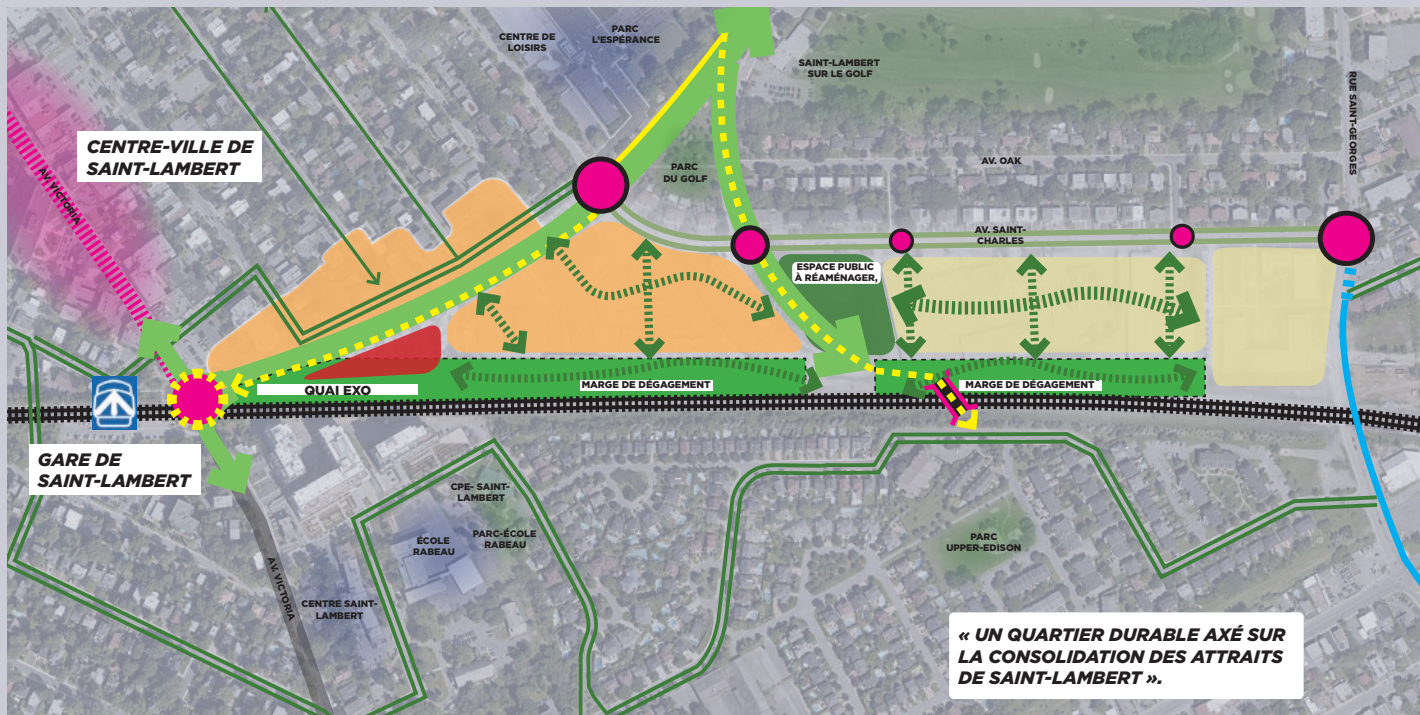 CENTRE DE
LOISIRS
PARC
L'ESPÉRANCE
SAINT-LAMBERT
SUR LE GOLF
RUE SAINT-GEORGES
CENTRE-VILLE DE
SAINT-LAMBERT
AV. VICTORIA
PARC
DU GOLF
AV. OAK
AV. SAINT-
CHARLES
ESPACE PUBLIC
À RÉAMÉNAGER,
QUAI EXO
MARGE DE DÉGAGEMENT
MARGE DE DÉGAGEMENT
GARE DE
SAINT-LAMBERT
CPE- SAINT-
LAMBERT
ÉCOLE
RABEAU
PARC-ÉCOLE
RABEAU
PARC
UPPER-EDISON
AV. VICTORIA
CENTRE SAINT-
LAMBERT
« UN QUARTIER DURABLE AXÉ SUR
LA CONSOLIDATION DES ATTRAITS
DE SAINT-LAMBERT ».